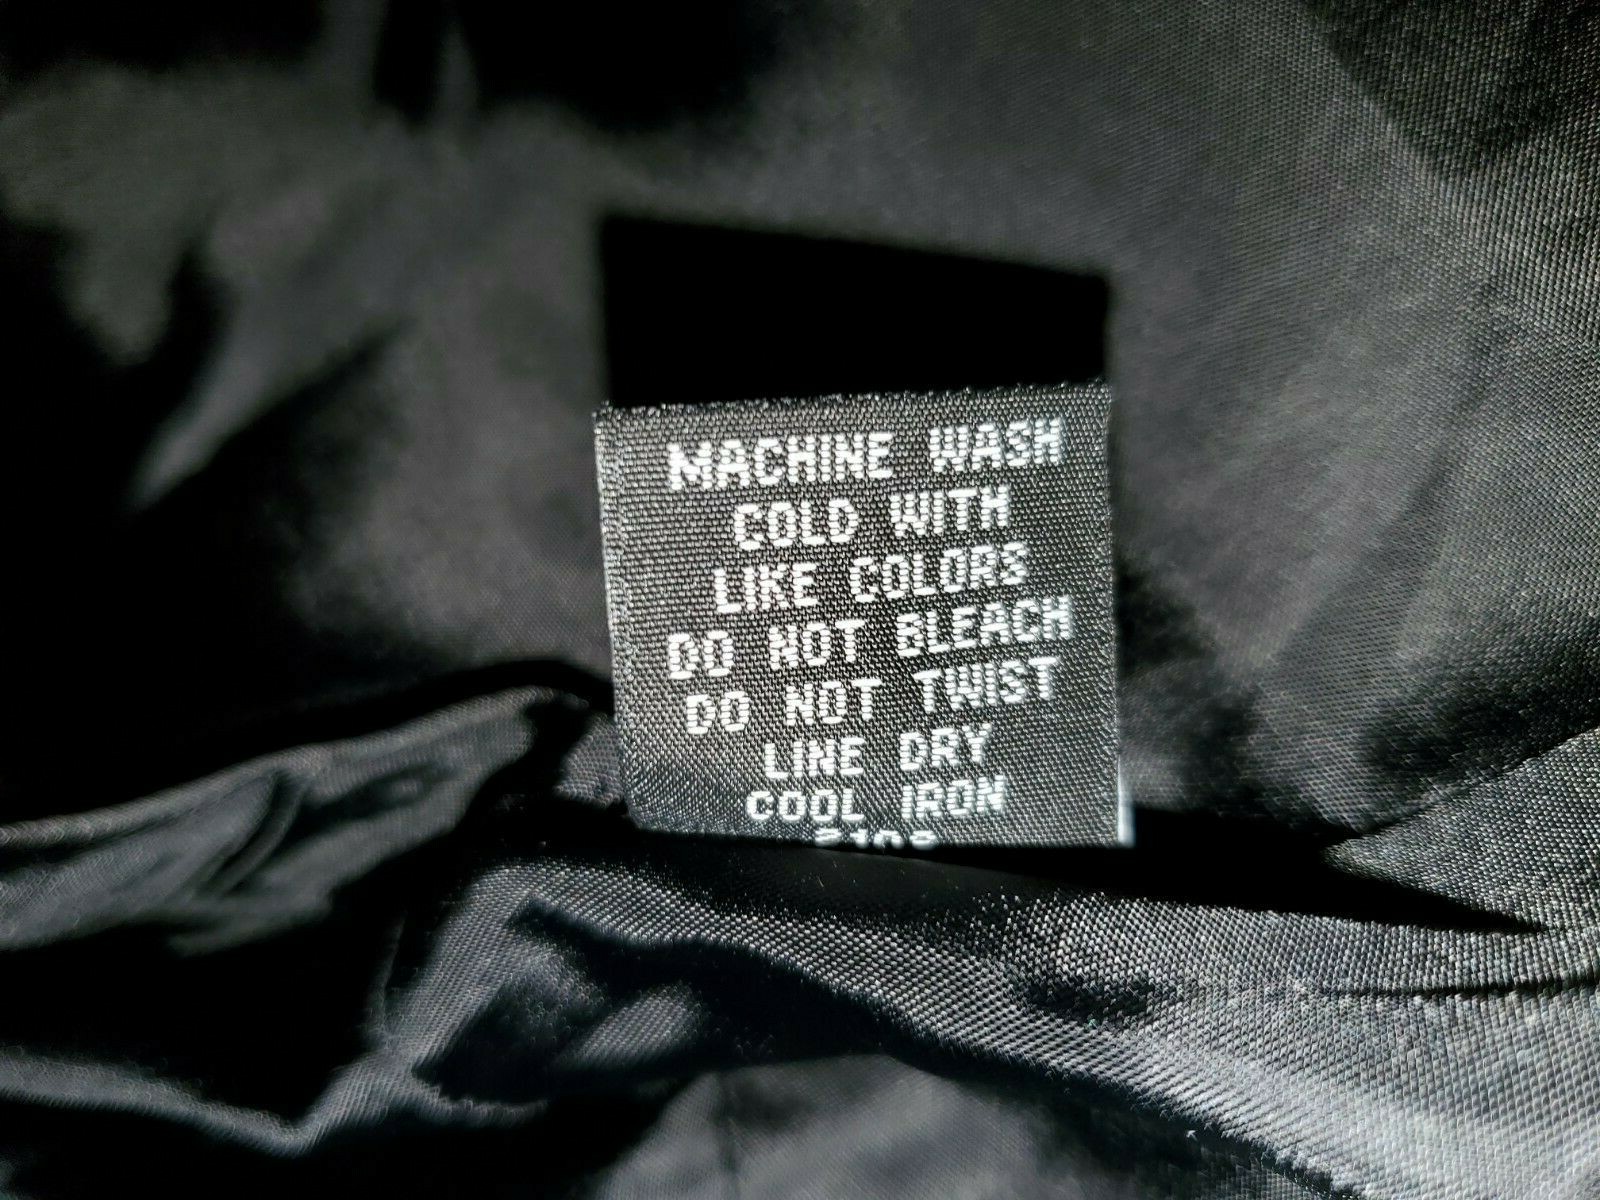 MACHINE WASH
COLD WITH
LIKE COLORS
DO NOT BLEACH
DO NOT TWIST
LINE DRY
COOL IRON